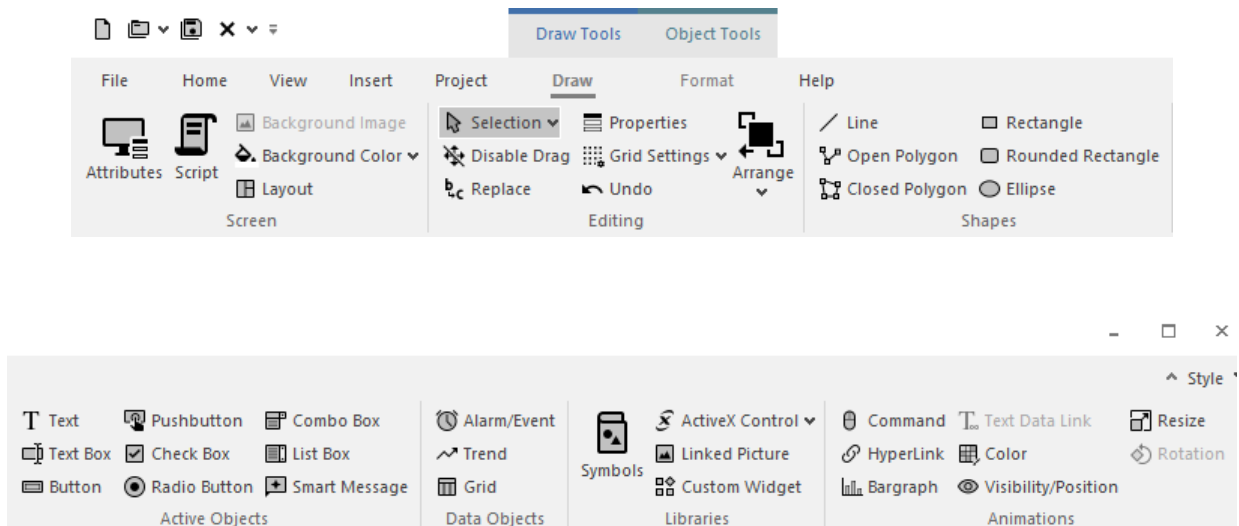 Draw Tools Object Tools
File Home View Insert Project Draw Format Help
Background Image Selection Properties Line Rectangle
Background Color Disable Drag Grid Settings Open Polygon Rounded Rectangle
Attributes Script Arrange
Layout Replace Undo Closed Polygon Ellipse
Screen Editing Shapes
Style
Text Pushbutton Combo Box Alarm/Event ActiveX Control Command Text Data Link Resize
Text Box Check Box List Box Trend Linked Picture HyperLink Color Rotation
Symbols
Button Radio Button Smart Message Grid Custom Widget Bargraph Visibility/Position
Active Objects Data Objects Libraries Animations